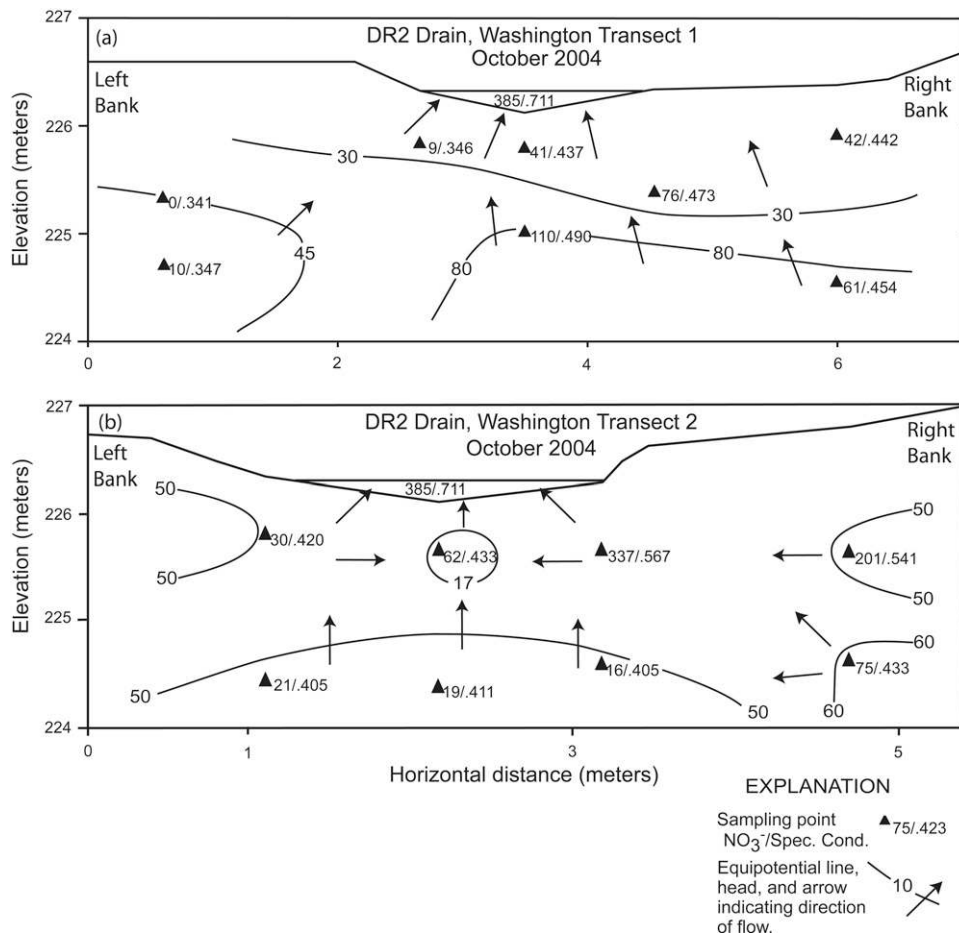 227
(a)
DR2 Drain, Washington Transect 1
October 2004
Left
Bank
Right
Bank
385/.711
226
9/.346
41/.437
42/.442
30
0/.341
76/.473
30
225
45
110/.490
10/.347
80
80
61/.454
224
0
2
4
6
Elevation (meters)
227
(b)
DR2 Drain, Washington Transect 2
October 2004
Left
Bank
Right
Bank
50
385/.711
50
226
30/.420
62/.433
337/.567
201/.541
50
17
50
225
60
21/.405
19/.411
16/.405
75/.433
50
50
60
224
0
1
3
5
Elevation (meters)
Horizontal distance (meters)
EXPLANATION
Sampling point
NO3-/Spec. Cond.
75/.423
Equipotential line,
head, and arrow
indicating direction
of flow.
10